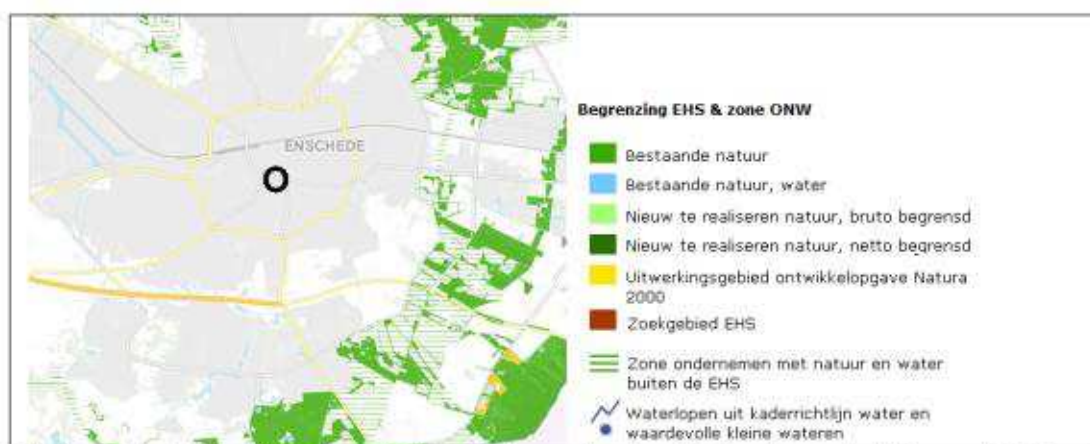 ENSCHEDE
O
Begrenzing EHS & zone ONW
Bestaande natuur
Bestaande natuur, water
Nieuw te realiseren natuur, bruto begrensd
Nieuw te realiseren natuur, netto begrensd
Uitwerkingsgebied ontwikkelopgave Natura
2000
Zoekgebied EHS
Zone ondernemen met natuur en water
buiten de EHS
Waterlopen uit kaderrichtlijn water en
waardevolle kleine wateren